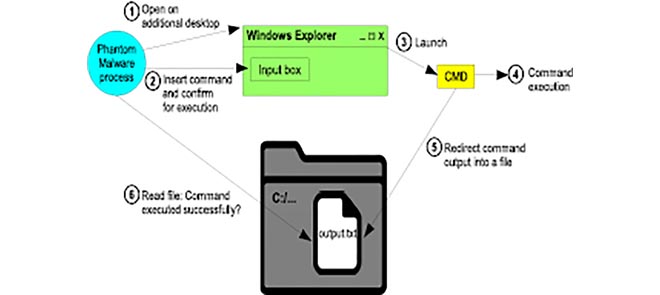 1 Open on
additional desktop
Phantom
Malware
process
Windows Explorer _ □ X
Input box
2 Insert command
and confirm
for execution
3 Launch
CMD
4 Command
execution
5 Redirect command
output into a file
6 Read file: Command
executed successfully?
C:/...
output.txt